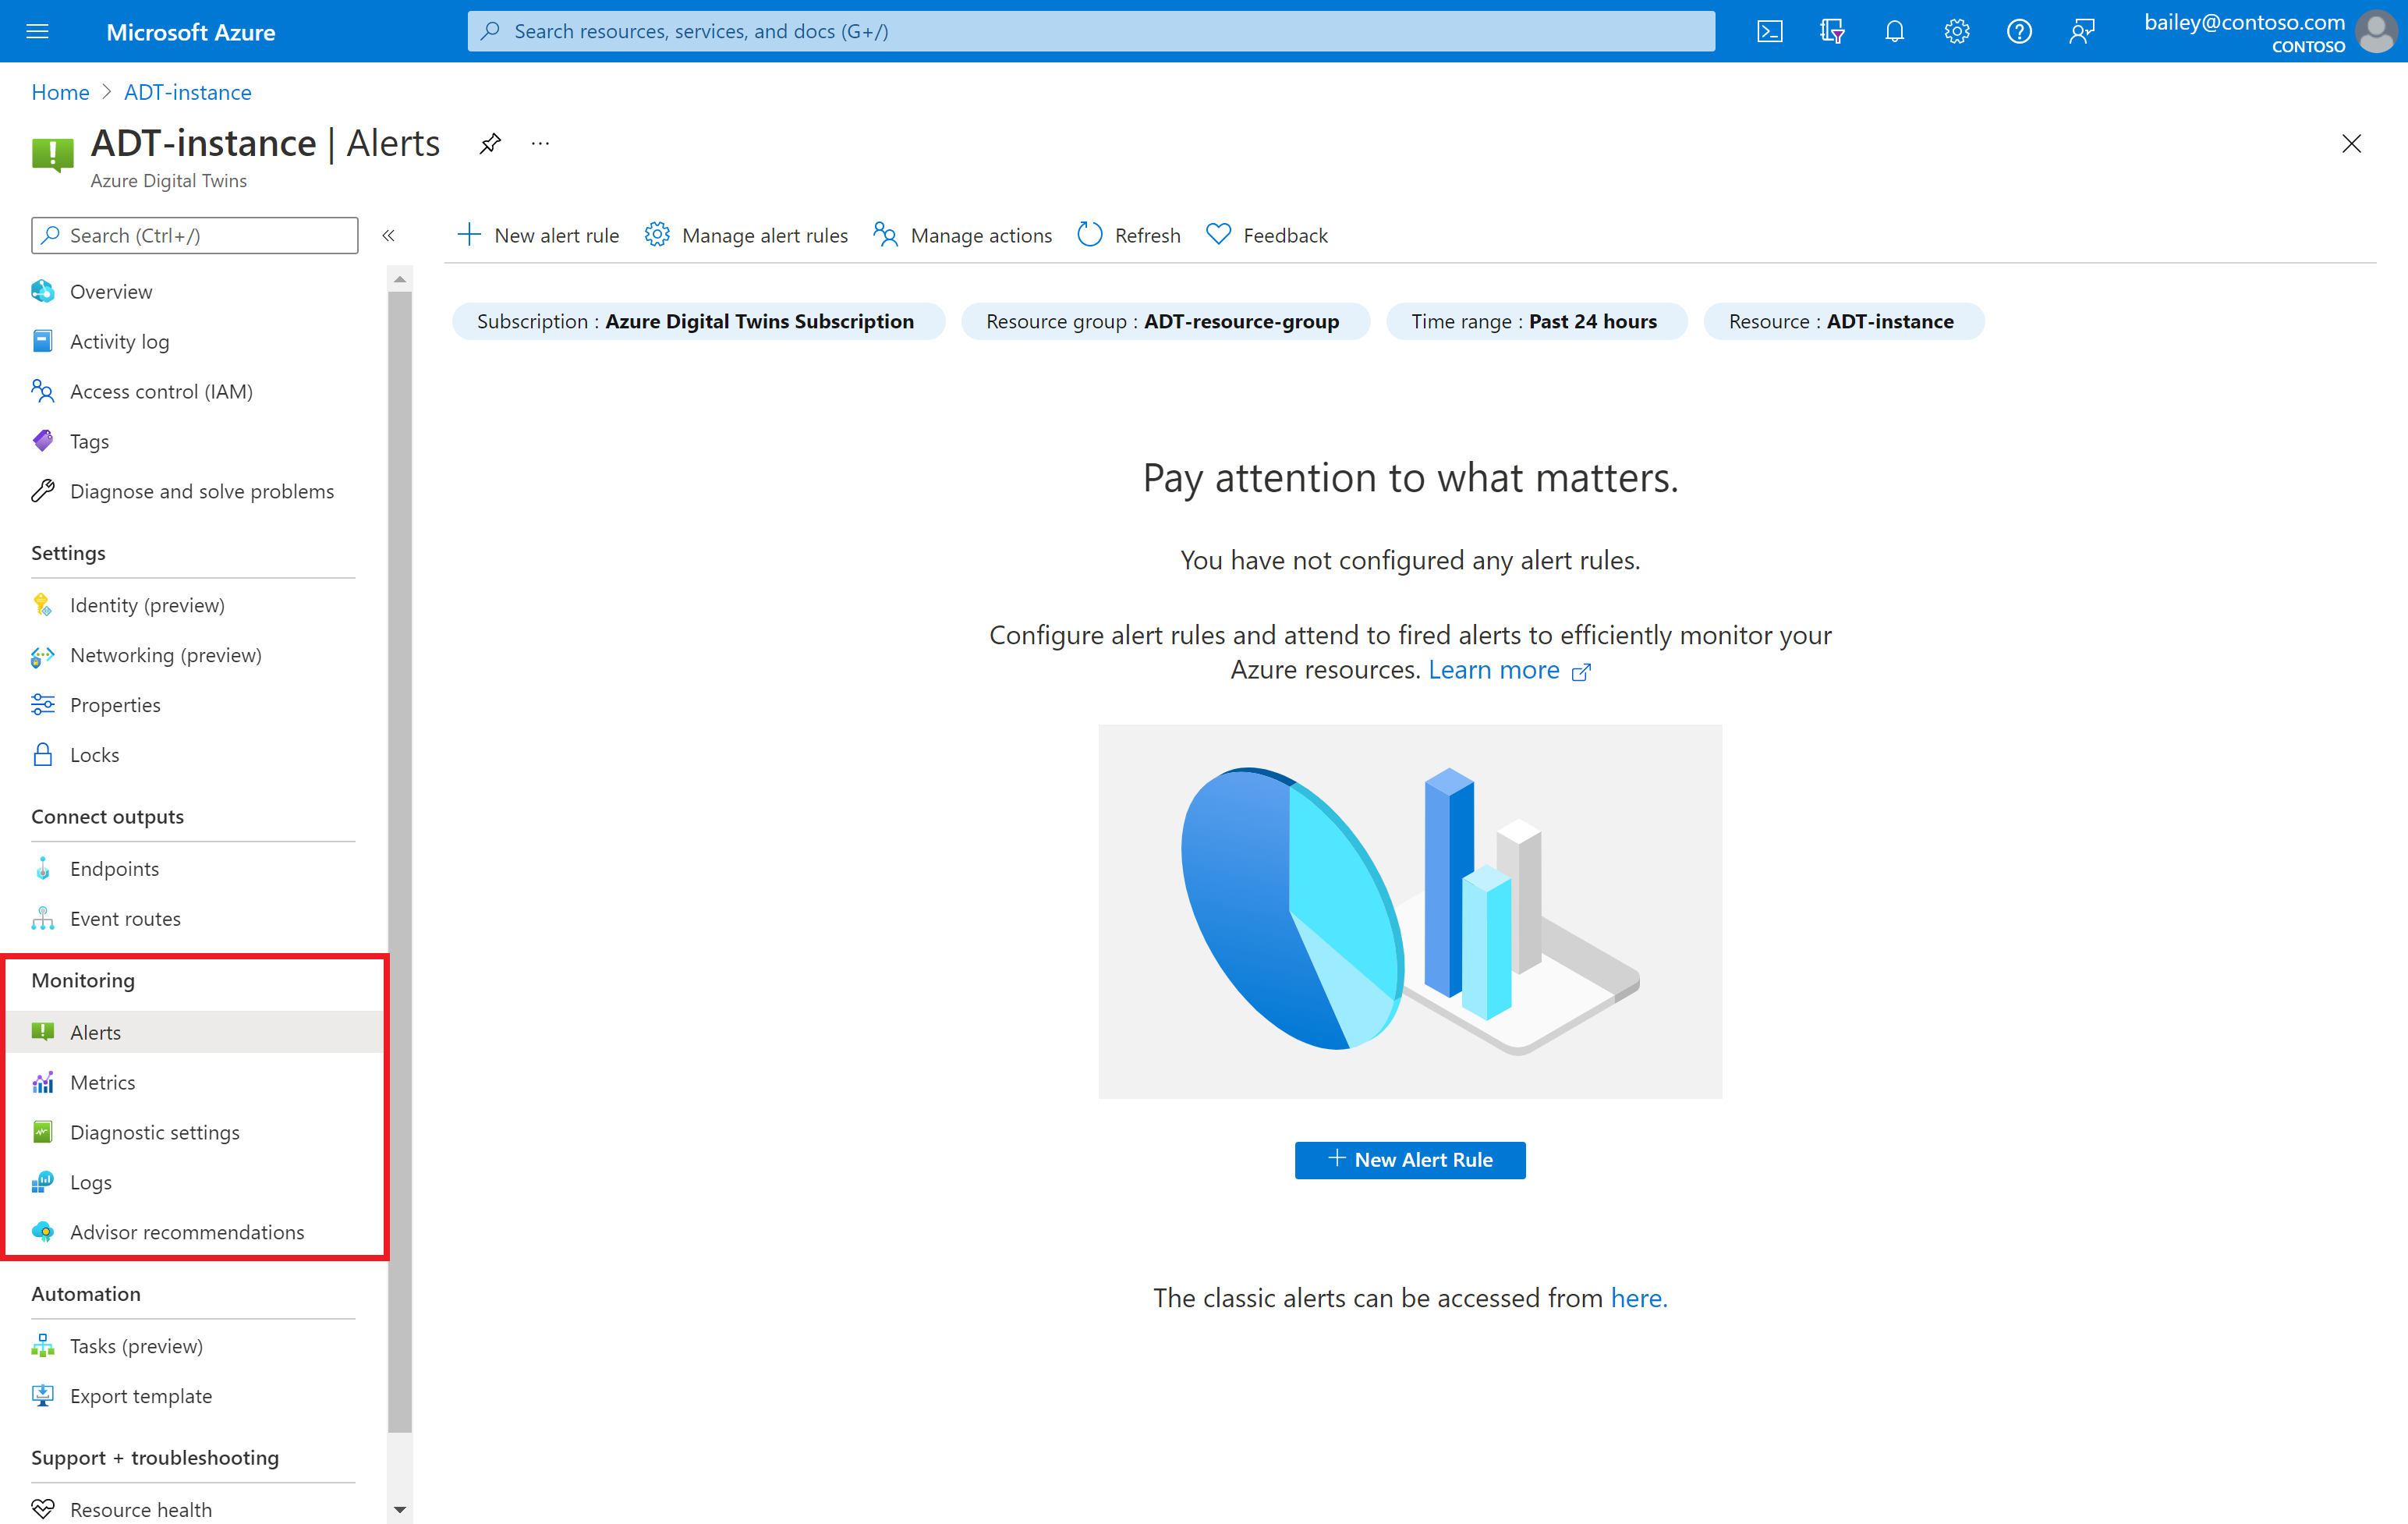 Microsoft Azure
Search resources, services, and docs (G+/)
bailey@contoso.com
CONTOSO
Home > ADT-instance
ADT-instance | Alerts
Azure Digital Twins
Search (Ctrl+/)
New alert rule
Manage alert rules
Manage actions
Refresh
Feedback
Overview
Activity log
Access control (IAM)
Tags
Diagnose and solve problems
Settings
Identity (preview)
Networking (preview)
Properties
Locks
Connect outputs
Endpoints
Event routes
Monitoring
Alerts
Metrics
Diagnostic settings
Logs
Advisor recommendations
Automation
Tasks (preview)
Export template
Support + troubleshooting
Resource health
Subscription : Azure Digital Twins Subscription
Resource group : ADT-resource-group
Time range : Past 24 hours
Resource : ADT-instance
Pay attention to what matters.
You have not configured any alert rules.
Configure alert rules and attend to fired alerts to efficiently monitor your
Azure resources. Learn more
+ New Alert Rule
The classic alerts can be accessed from here.